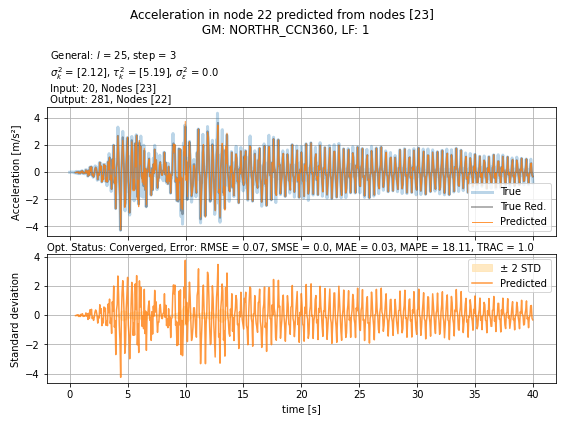 Acceleration in node 22 predicted from nodes [23]
GM: NORTHR_CCN360, LF: 1
General: l = 25, step = 3
σ²ₖ = [2.12], τ²ₖ = [5.19], σ²ε = 0.0
Input: 20, Nodes [23]
Output: 281, Nodes [22]
Acceleration [m/s²]
4
2
0
−2
−4
True
True Red.
Predicted
Opt. Status: Converged, Error: RMSE = 0.07, SMSE = 0.0, MAE = 0.03, MAPE = 18.11, TRAC = 1.0
Standard deviation
4
2
0
−2
−4
± 2 STD
Predicted
0 5 10 15 20 25 30 35 40
time [s]